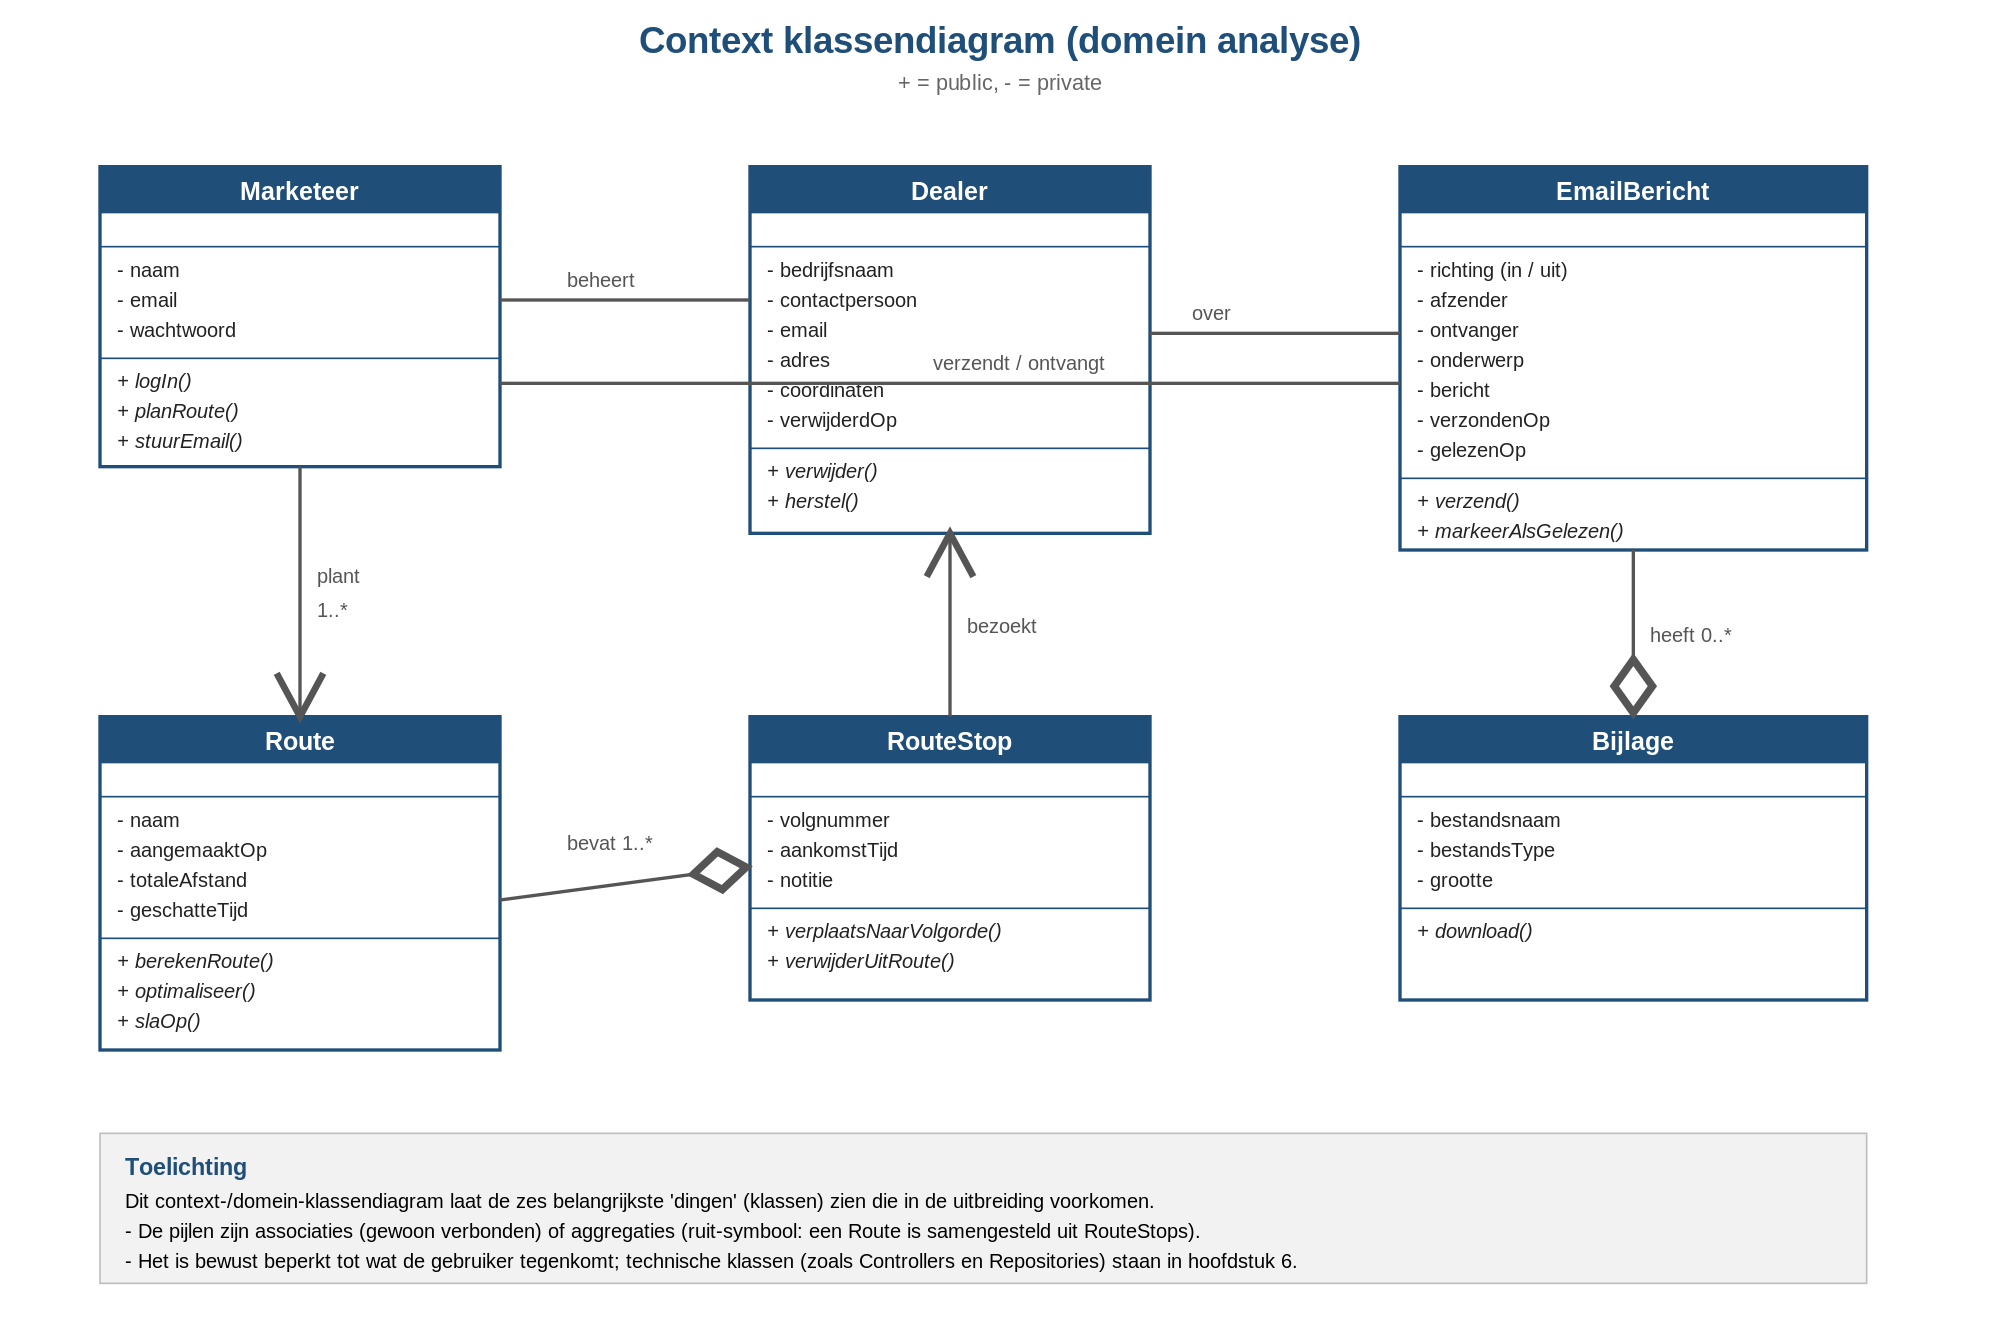 Context klassendiagram (domein analyse)
+ = public, - = private
Marketeer
- naam
- email
- wachtwoord
+ logIn()
+ planRoute()
+ stuurEmail()
beheert
Dealer
- bedrijfsnaam
- contactpersoon
- email
- adres
- coordinaten
- verwijderdOp
+ verwijder()
+ herstel()
verzendt / ontvangt
over
EmailBericht
- richting (in / uit)
- afzender
- ontvanger
- onderwerp
- bericht
- verzondenOp
- gelezenOp
+ verzend()
+ markeerAlsGelezen()
plant
1..*
bezoekt
heeft 0..*
Route
- naam
- aangemaaktOp
- totaleAfstand
- geschatteTijd
+ berekenRoute()
+ optimaliseer()
+ slaOp()
bevat 1..*
RouteStop
- volgnummer
- aankomstTijd
- notitie
+ verplaatsNaarVolgorde()
+ verwijderUitRoute()
Bijlage
- bestandsnaam
- bestandsType
- grootte
+ download()
Toelichting
Dit context-/domein-klassendiagram laat de zes belangrijkste 'dingen' (klassen) zien die in de uitbreiding voorkomen.
- De pijlen zijn associaties (gewoon verbonden) of aggregaties (ruit-symbool: een Route is samengesteld uit RouteStops).
- Het is bewust beperkt tot wat de gebruiker tegenkomt; technische klassen (zoals Controllers en Repositories) staan in hoofdstuk 6.